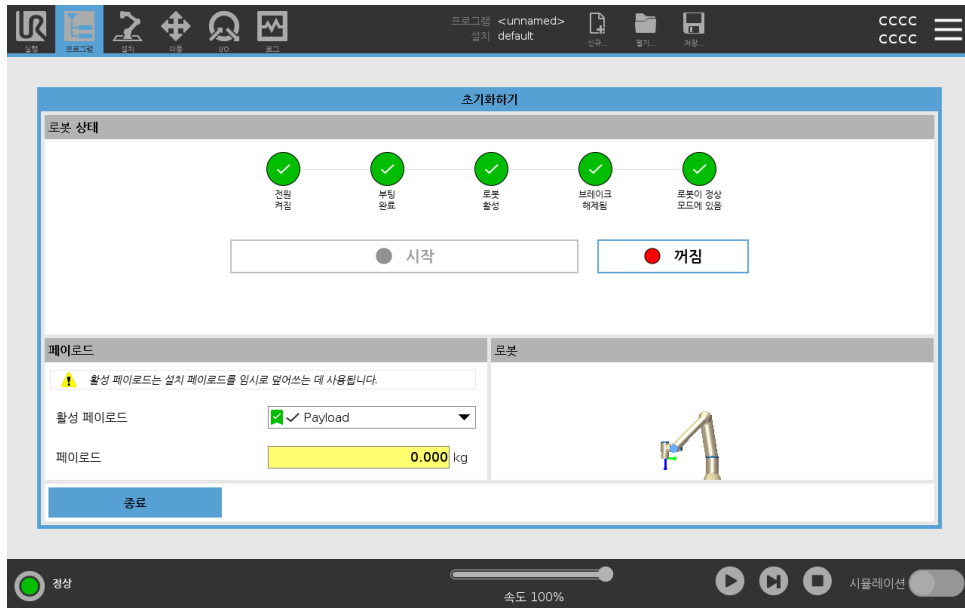 UR
프로그램 <unnamed>
설치 default
cccc
cccc
실행 프로그램 설치 이동 I/O 로그
신규... 열기... 저장...
초기화하기
로봇 상태
전원
켜짐
부팅
완료
로봇
활성
브레이크
해제됨
로봇이 정상
모드에 있음
시작
꺼짐
페이로드
로봇
활성 페이로드는 설치 페이로드를 임시로 덮어쓰는 데 사용됩니다.
활성 페이로드
Payload
페이로드
0.000 kg
종료
정상
속도 100%
시뮬레이션